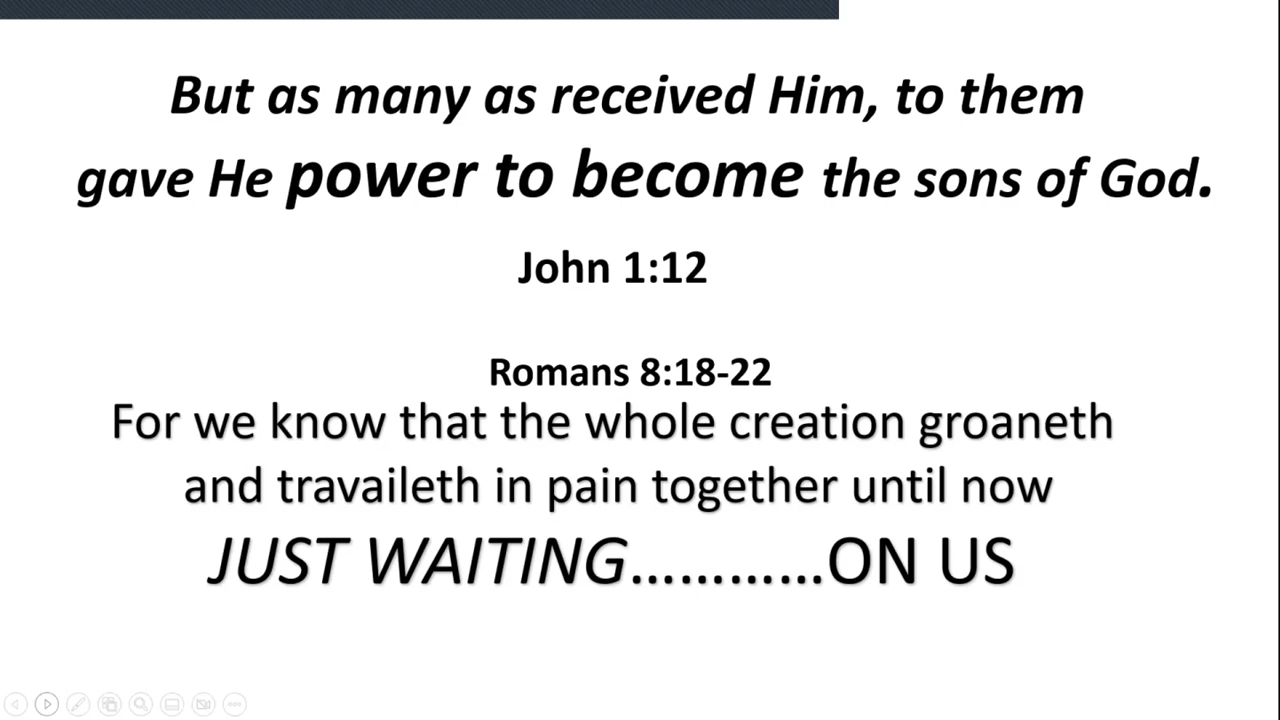 But as many as received Him, to them
gave He power to become the sons of God.
John 1:12
Romans 8:18-22
For we know that the whole creation groaneth
and travaileth in pain together until now
JUST WAITING............ON US